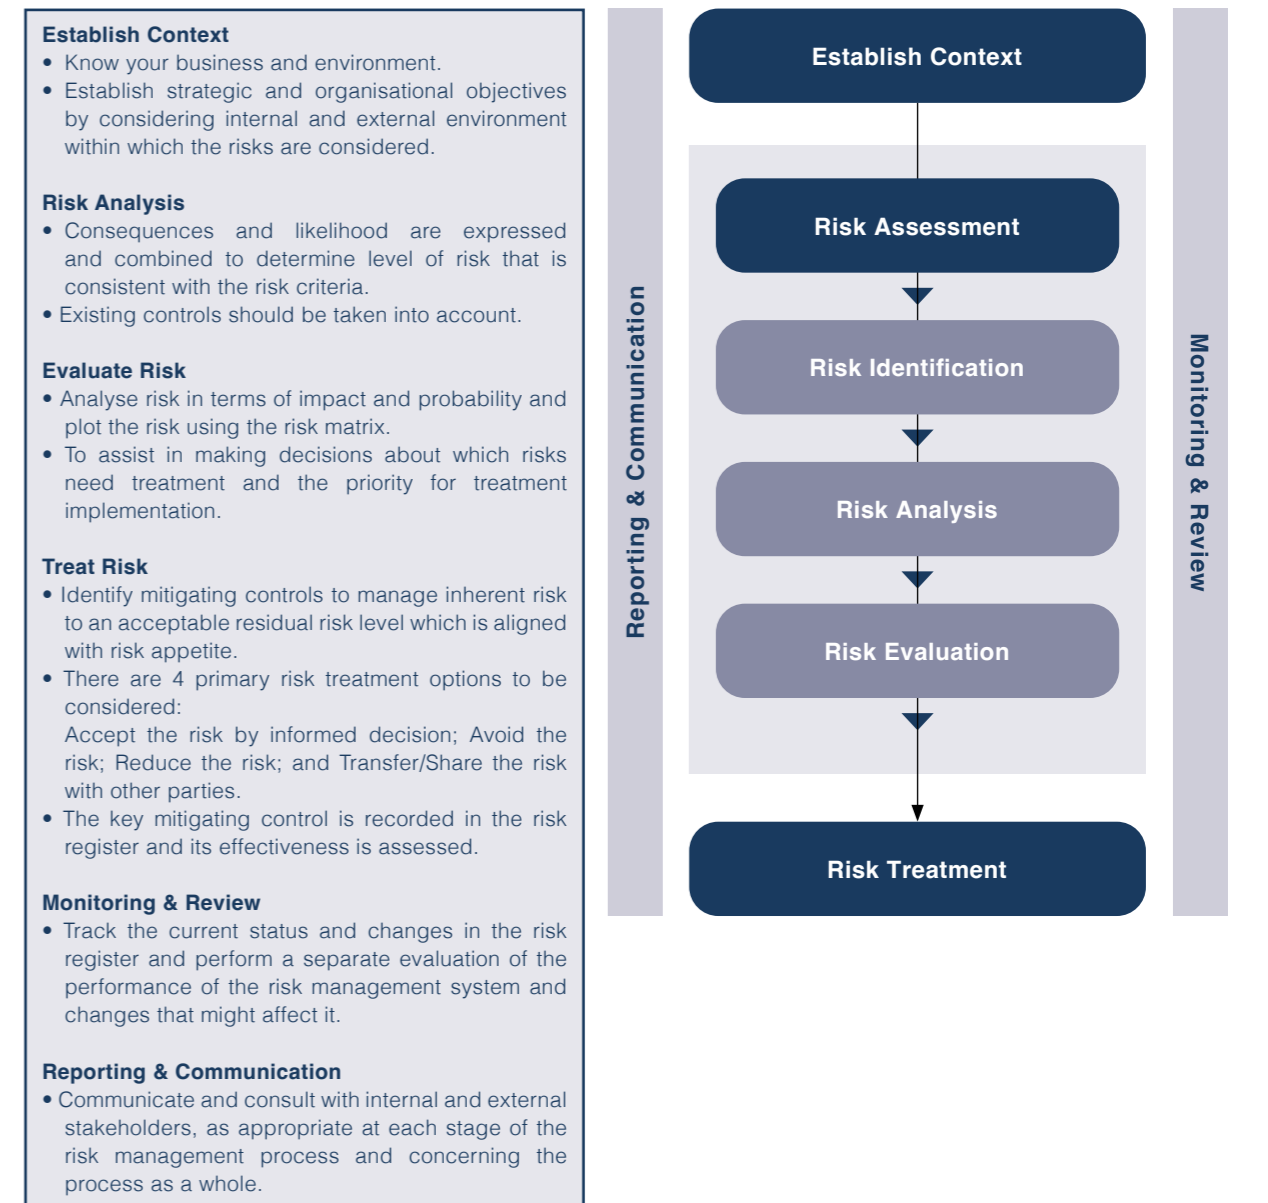 Establish Context
• Know your business and environment.
• Establish strategic and organisational objectives
by considering internal and external environment
within which the risks are considered.
Risk Analysis
• Consequences and likelihood are expressed
and combined to determine level of risk that is
consistent with the risk criteria.
• Existing controls should be taken into account.
Evaluate Risk
• Analyse risk in terms of impact and probability and
plot the risk using the risk matrix.
• To assist in making decisions about which risks
need treatment and the priority for treatment
implementation.
Treat Risk
• Identify mitigating controls to manage inherent risk
to an acceptable residual risk level which is aligned
with risk appetite.
• There are 4 primary risk treatment options to be
considered:
Accept the risk by informed decision; Avoid the
risk; Reduce the risk; and Transfer/Share the risk
with other parties.
• The key mitigating control is recorded in the risk
register and its effectiveness is assessed.
Monitoring & Review
• Track the current status and changes in the risk
register and perform a separate evaluation of the
performance of the risk management system and
changes that might affect it.
Reporting & Communication
• Communicate and consult with internal and external
stakeholders, as appropriate at each stage of the
risk management process and concerning the
process as a whole.
Reporting & Communication
Establish Context
Risk Assessment
Risk Identification
Risk Analysis
Risk Evaluation
Risk Treatment
Monitoring & Review